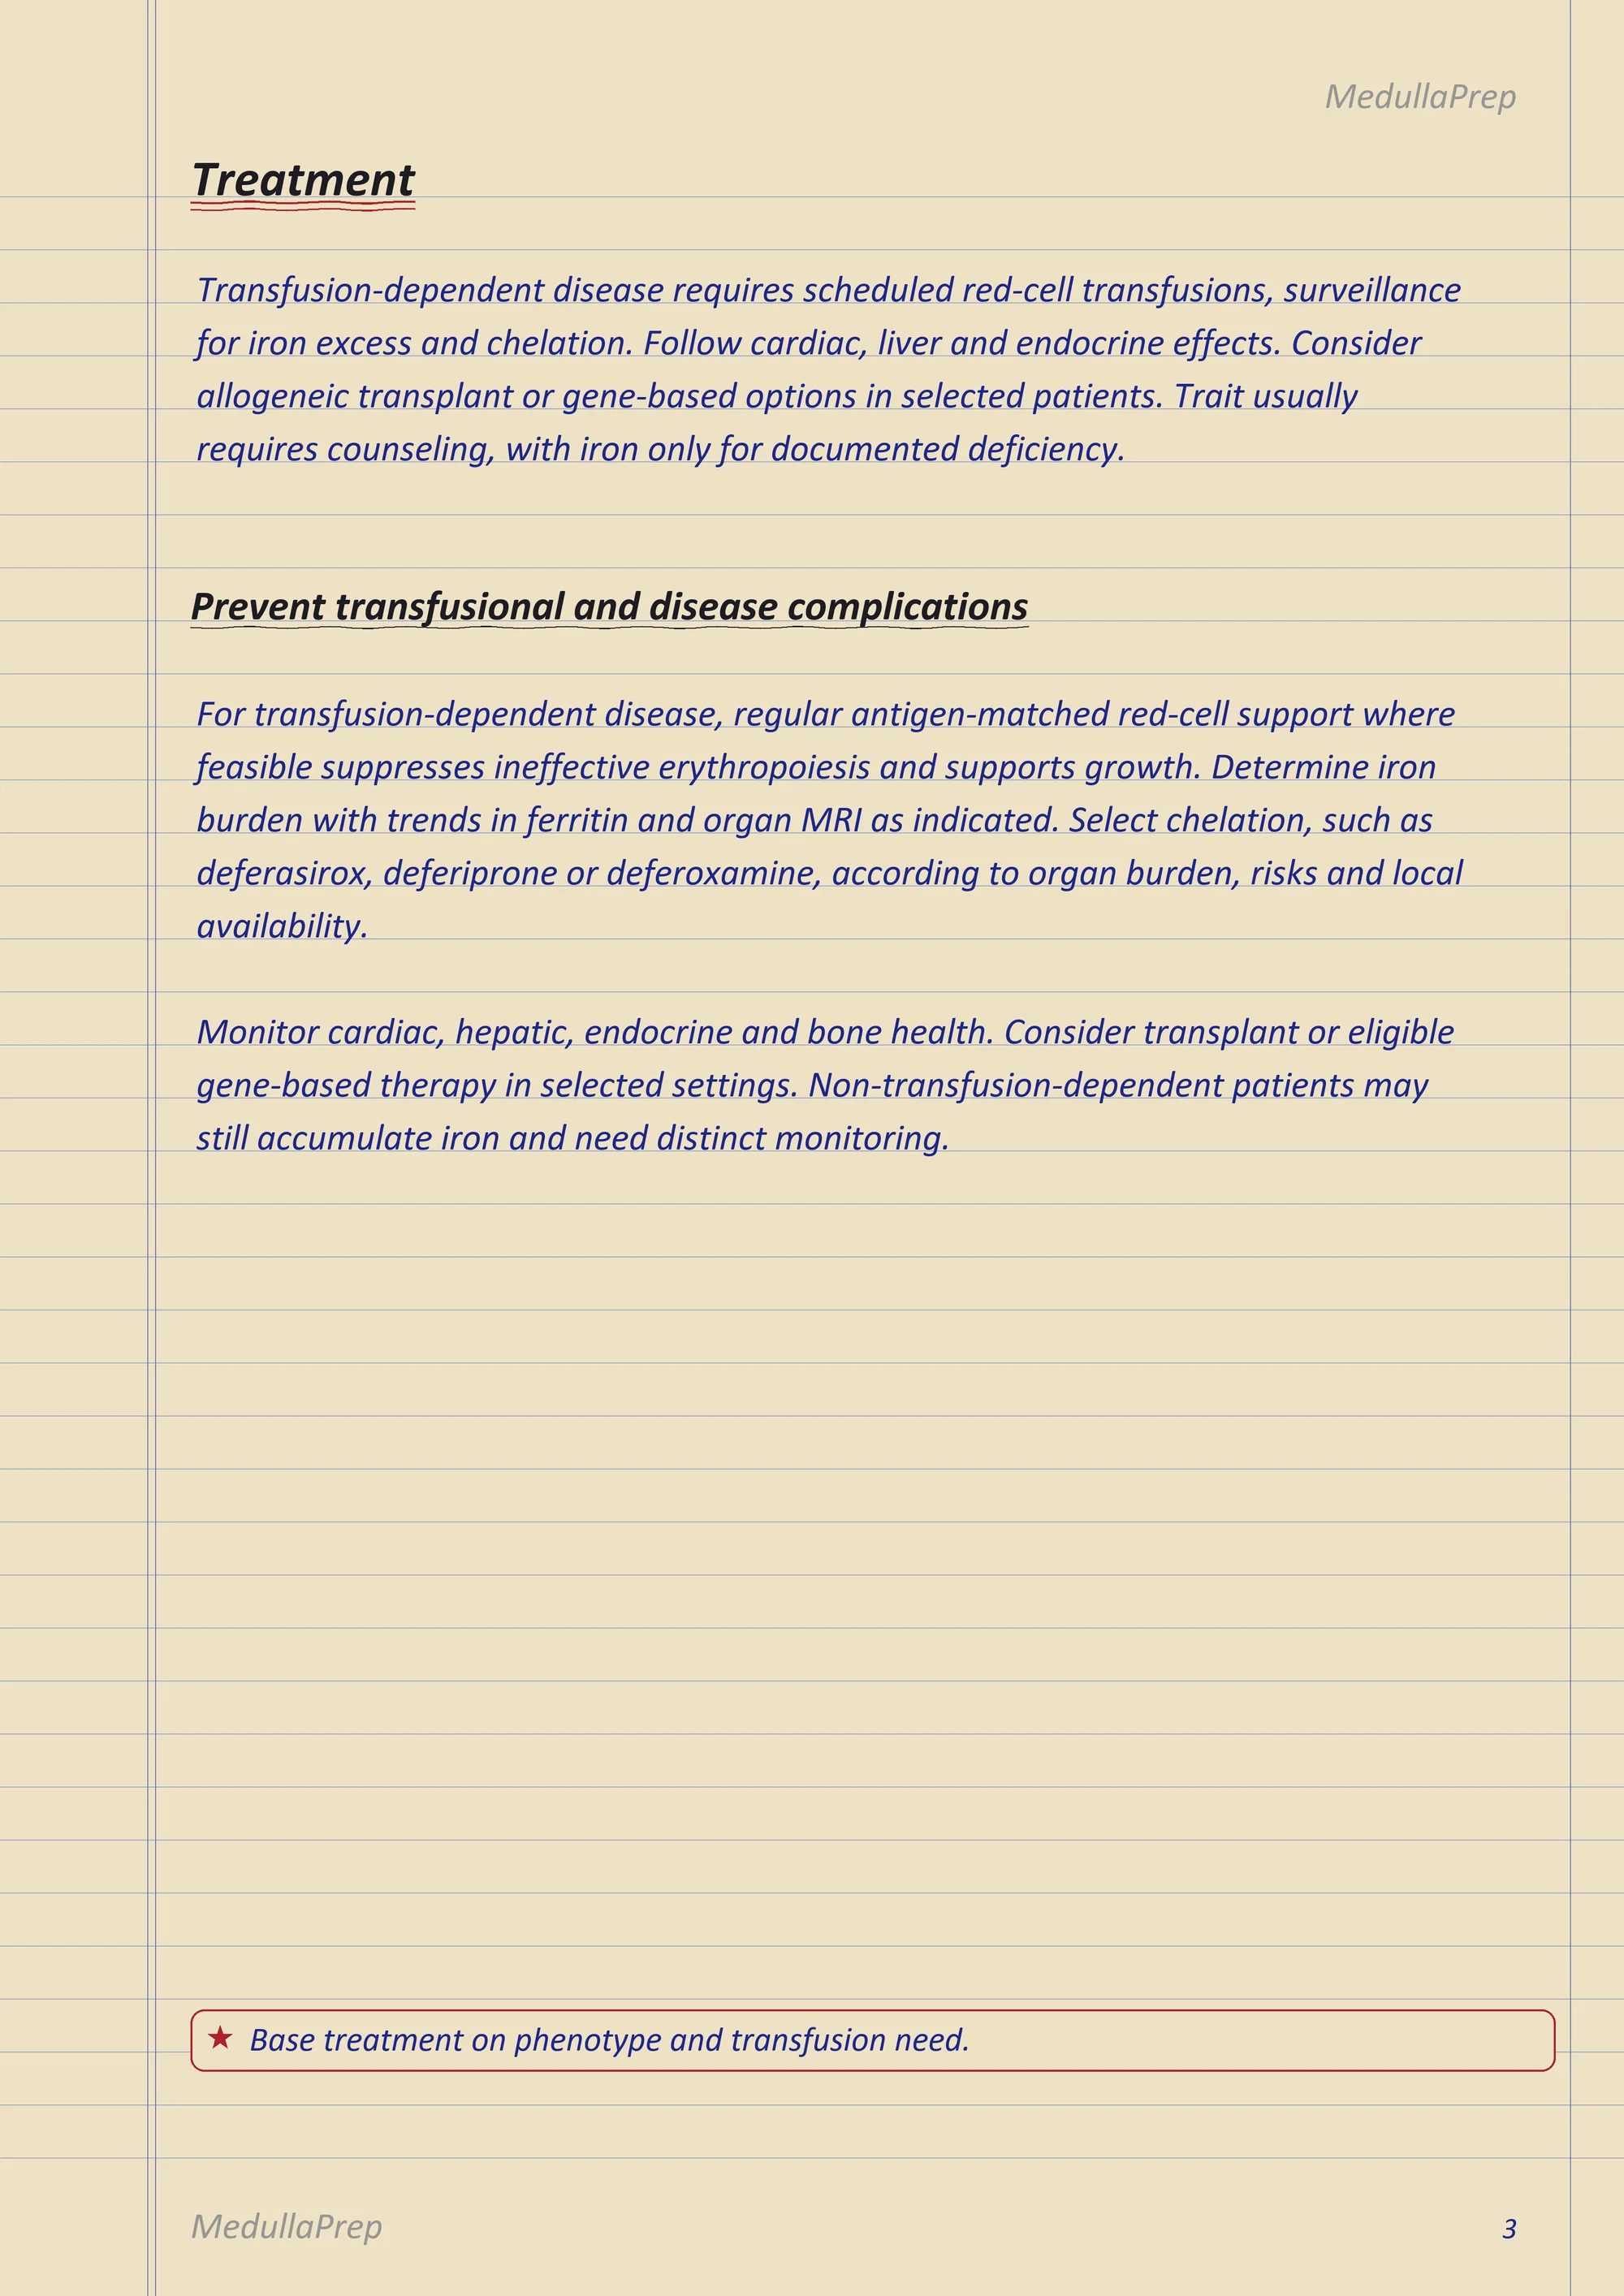 MedullaPrep
Treatment
Transfusion-dependent disease requires scheduled red-cell transfusions, surveillance
for iron excess and chelation. Follow cardiac, liver and endocrine effects. Consider
allogeneic transplant or gene-based options in selected patients. Trait usually
requires counseling, with iron only for documented deficiency.
Prevent transfusional and disease complications
For transfusion-dependent disease, regular antigen-matched red-cell support where
feasible suppresses ineffective erythropoiesis and supports growth. Determine iron
burden with trends in ferritin and organ MRI as indicated. Select chelation, such as
deferasirox, deferiprone or deferoxamine, according to organ burden, risks and local
availability.
Monitor cardiac, hepatic, endocrine and bone health. Consider transplant or eligible
gene-based therapy in selected settings. Non-transfusion-dependent patients may
still accumulate iron and need distinct monitoring.
★ Base treatment on phenotype and transfusion need.
MedullaPrep
3